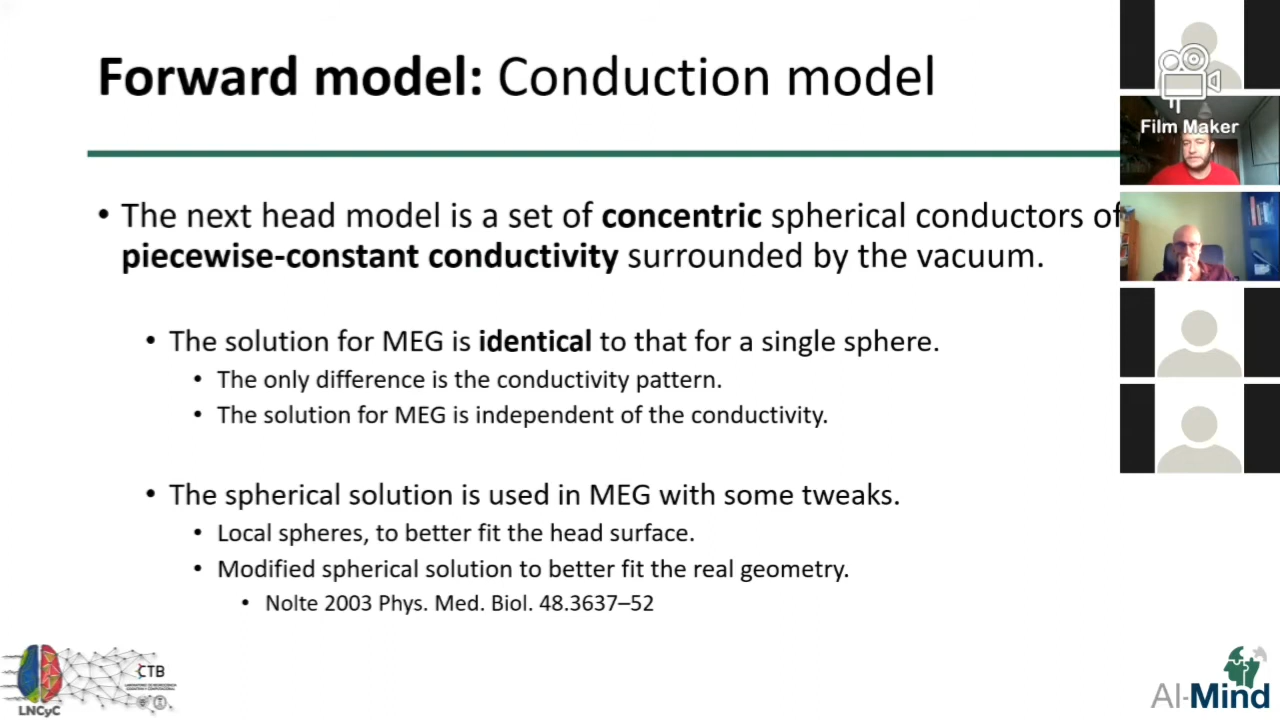 Forward model: Conduction model
Film Maker
• The next head model is a set of concentric spherical conductors of
piecewise-constant conductivity surrounded by the vacuum.
• The solution for MEG is identical to that for a single sphere.
• The only difference is the conductivity pattern.
• The solution for MEG is independent of the conductivity.
• The spherical solution is used in MEG with some tweaks.
• Local spheres, to better fit the head surface.
• Modified spherical solution to better fit the real geometry.
• Nolte 2003 Phys. Med. Biol. 48.3637–52
LNCyC
CTB
AI-Mind